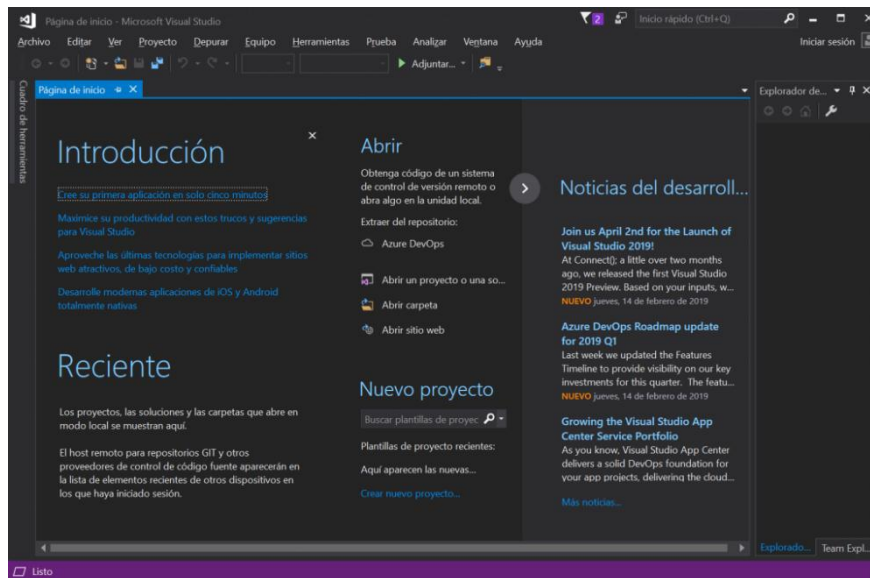 Página de inicio - Microsoft Visual Studio
2
Inicio rápido (Ctrl+Q)
Archivo Editar Ver Proyecto Depurar Equipo Herramientas Prueba Analizar Ventana Ayuda
Iniciar sesión
Adjuntar...
Cuadro de herramientas
Página de inicio
Explorador de...
Introducción
Cree su primera aplicación en solo cinco minutos
Maximice su productividad con estos trucos y sugerencias
para Visual Studio
Aproveche las últimas tecnologías para implementar sitios
web atractivos, de bajo costo y confiables
Desarrolle modernas aplicaciones de iOS y Android
totalmente nativas
Reciente
Los proyectos, las soluciones y las carpetas que abre en
modo local se muestran aquí.
El host remoto para repositorios GIT y otros
proveedores de control de código fuente aparecerán en
la lista de elementos recientes de otros dispositivos en
los que haya iniciado sesión.
Abrir
Obtenga código de un sistema
de control de versión remoto o
abra algo en la unidad local.
Extraer del repositorio:
Azure DevOps
Abrir un proyecto o una so...
Abrir carpeta
Abrir sitio web
Nuevo proyecto
Buscar plantillas de proyec
Plantillas de proyecto recientes:
Aquí aparecen las nuevas...
Crear nuevo proyecto...
Noticias del desarroll...
Join us April 2nd for the Launch of
Visual Studio 2019!
At Connect(); a little over two months
ago, we released the first Visual Studio
2019 Preview. Based on your inputs, w...
NUEVO jueves, 14 de febrero de 2019
Azure DevOps Roadmap update
for 2019 Q1
Last week we updated the Features
Timeline to provide visibility on our key
investments for this quarter. The featu...
NUEVO jueves, 14 de febrero de 2019
Growing the Visual Studio App
Center Service Portfolio
As you know, Visual Studio App Center
delivers a solid DevOps foundation for
your app projects, delivering the cloud...
Más noticias...
Explorado... Team Expl...
Listo